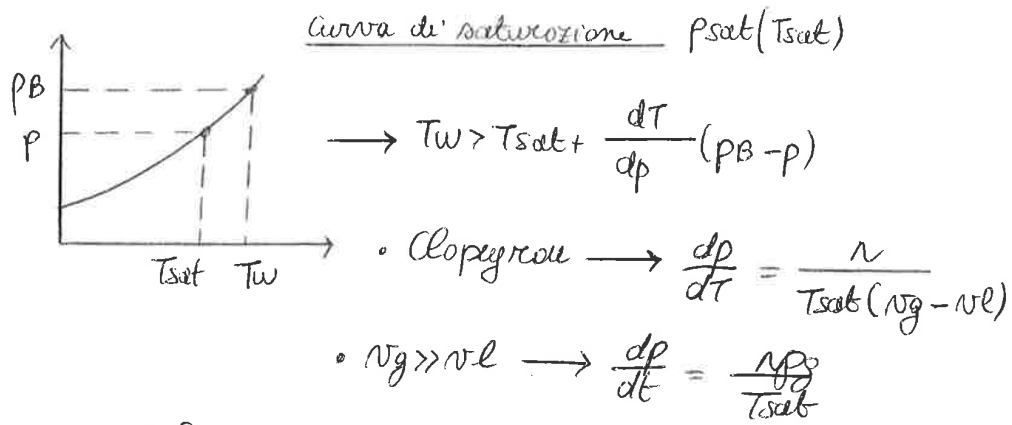 Curva di saturazione psat(Tsat)
pB
p
Tsat Tw
→ Tw > Tsat + dT/dp (pB - p)
• Clapeyron → dp/dT = r / Tsat(vg - vl)
• vg >> vl → dp/dt = rρg / Tsat